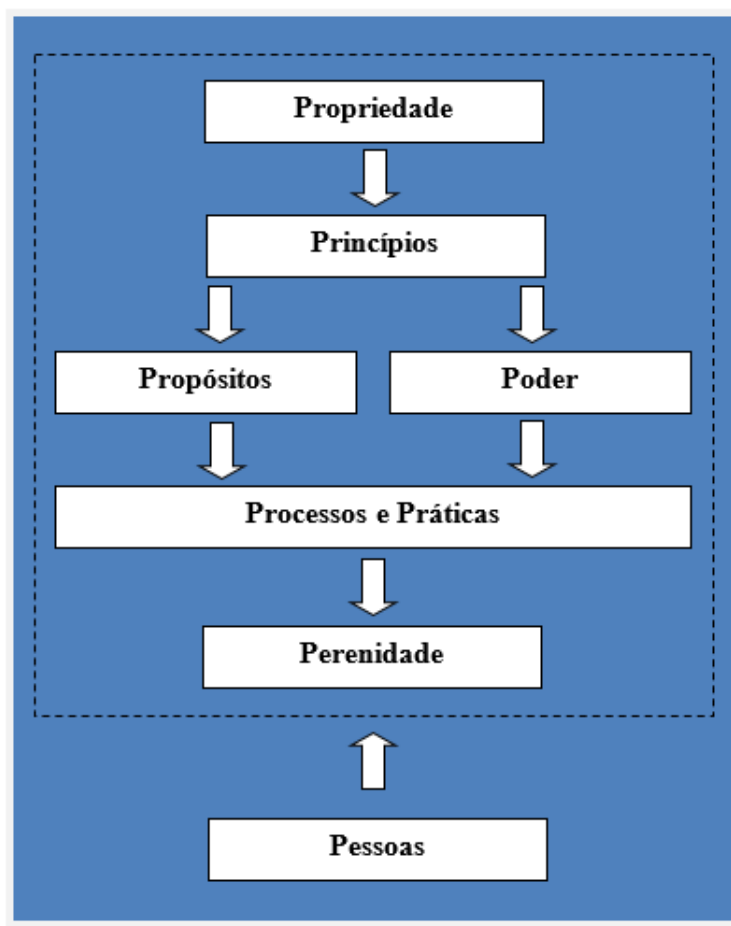 Propriedade
Princípios
Propósitos
Poder
Processos e Práticas
Perenidade
Pessoas